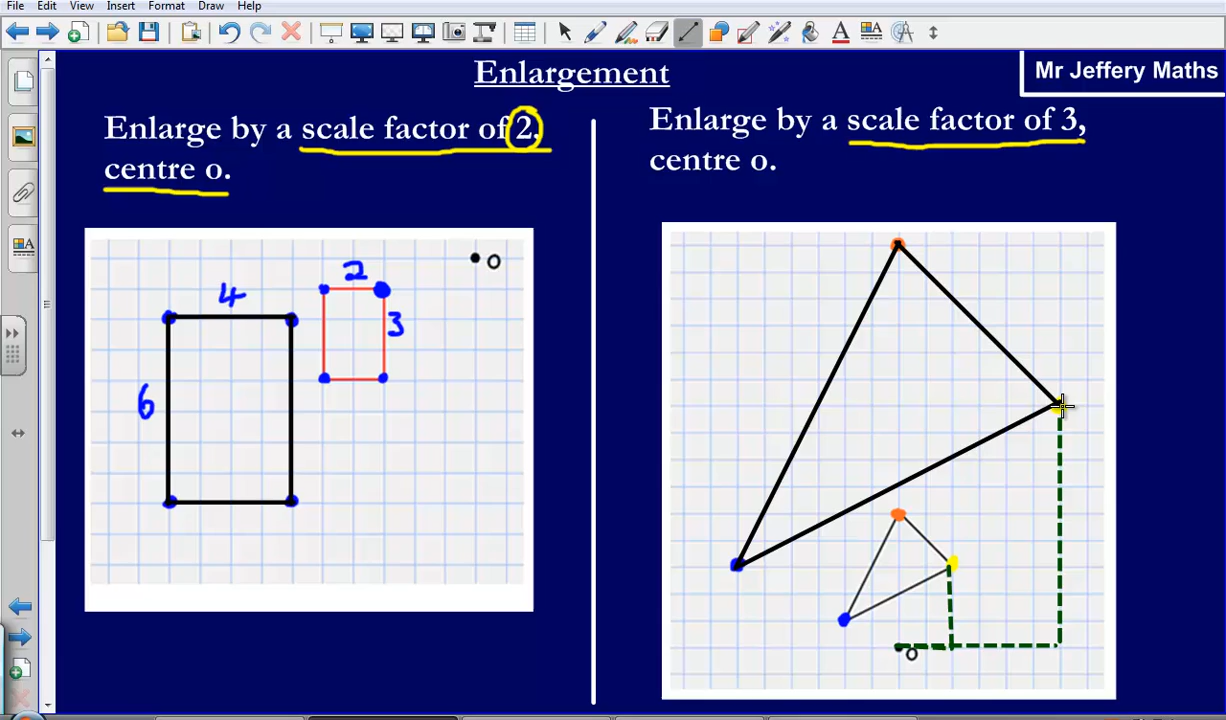 File Edit View Insert Format Draw Help
Enlargement
Mr Jeffery Maths
Enlarge by a scale factor of 2,
centre o.
Enlarge by a scale factor of 3,
centre o.
o
2
4
3
6
o